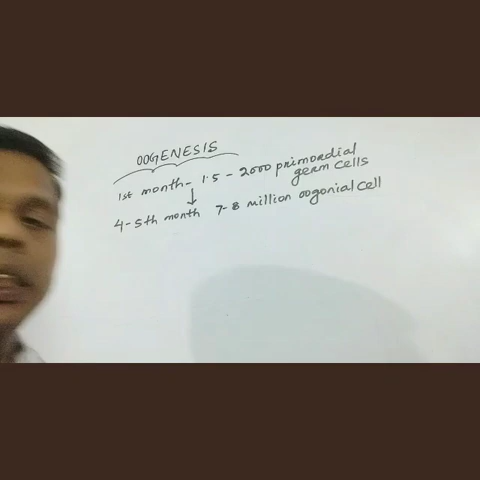 OOGENESIS
1st month- 1.5 - 2000 primordial
germ cells
4-5th month 7-8 million oogonial cell